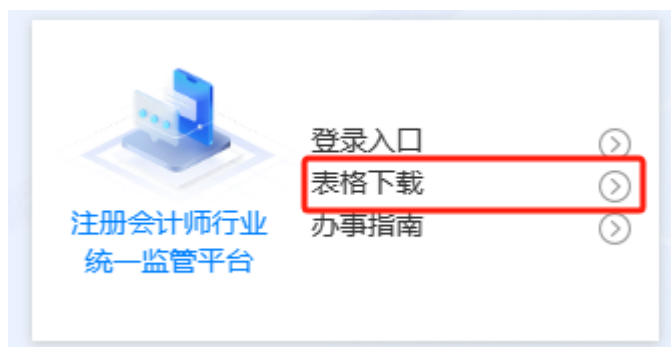 登录入口
表格下载
办事指南
注册会计师行业
统一监管平台